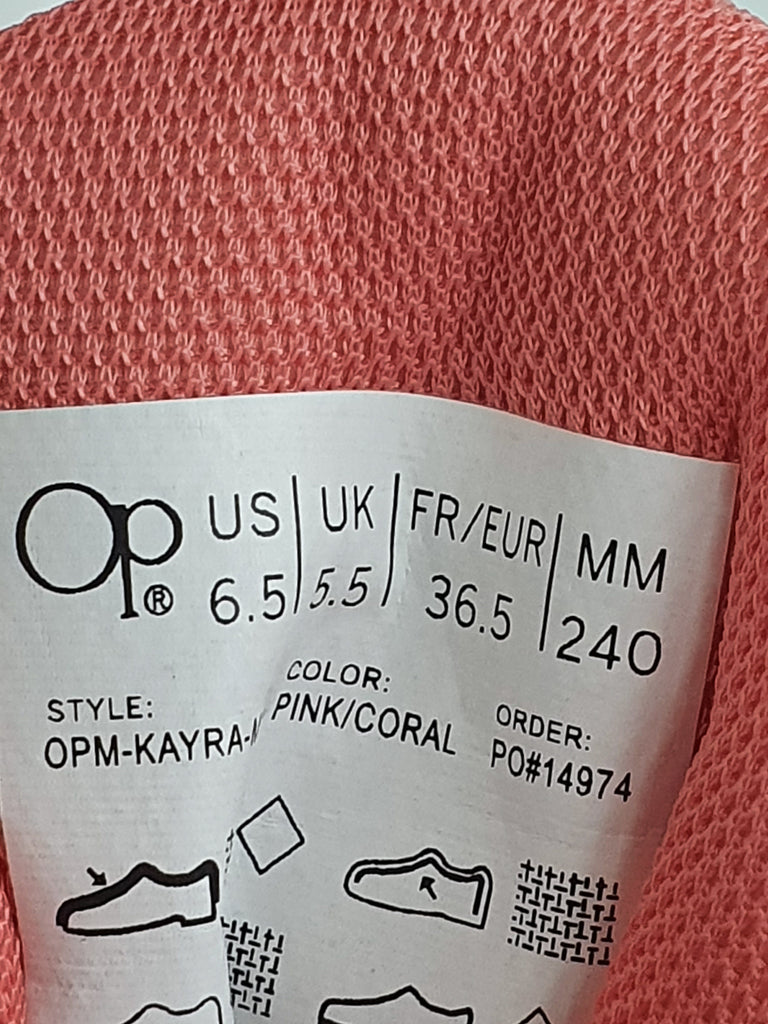 Op® US | UK | FR/EUR | MM
6.5 | 5.5 | 36.5 | 240
STYLE: COLOR: ORDER:
OPM-KAYRA- PINK/CORAL PO#14974